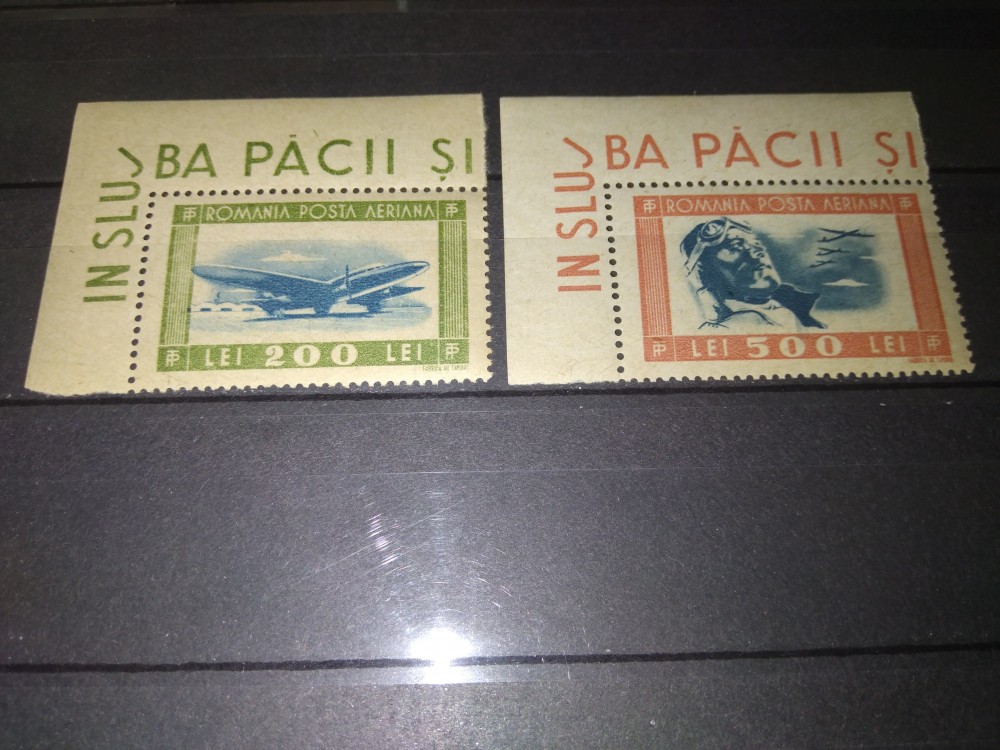 IN SLUJ
BA PĂCII ȘI
ROMANIA POSTA AERIANA
LEI 200 LEI
IN SLUJ
BA PĂCII ȘI
ROMANIA POSTA AERIANA
LEI 500 LEI